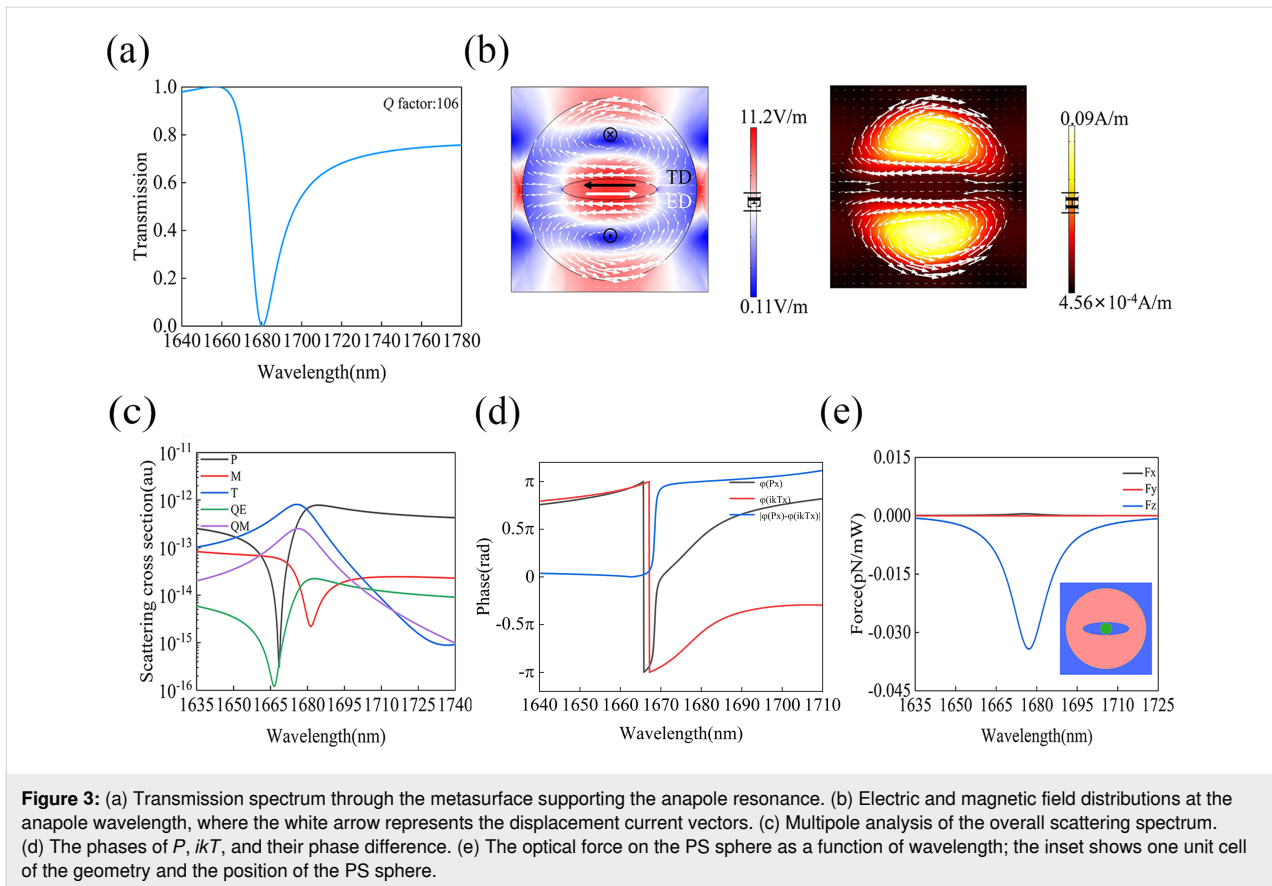 (a)
1.0
0.8
0.6
0.4
0.2
0.0
Transmission
Q factor:106
1640 1660 1680 1700 1720 1740 1760 1780
Wavelength(nm)
(b)
TD
ED
11.2V/m
|E|
0.11V/m
0.09A/m
|H|
4.56×10⁻⁴A/m
(c)
10⁻¹¹
10⁻¹²
10⁻¹³
10⁻¹⁴
10⁻¹⁵
10⁻¹⁶
Scattering cross section(au)
P
M
T
QE
QM
1635 1650 1665 1680 1695 1710 1725 1740
Wavelength(nm)
(d)
π
0.5π
0
-0.5π
-π
Phase(rad)
φ(Px)
φ(ikTx)
|φ(Px)-φ(ikTx)|
1640 1650 1660 1670 1680 1690 1700 1710
Wavelength(nm)
(e)
0.015
0.000
-0.015
-0.030
-0.045
Force(pN/mW)
Fx
Fy
Fz
1635 1650 1665 1680 1695 1710 1725
Wavelength(nm)
Figure 3: (a) Transmission spectrum through the metasurface supporting the anapole resonance. (b) Electric and magnetic field distributions at the
anapole wavelength, where the white arrow represents the displacement current vectors. (c) Multipole analysis of the overall scattering spectrum.
(d) The phases of P, ikT, and their phase difference. (e) The optical force on the PS sphere as a function of wavelength; the inset shows one unit cell
of the geometry and the position of the PS sphere.